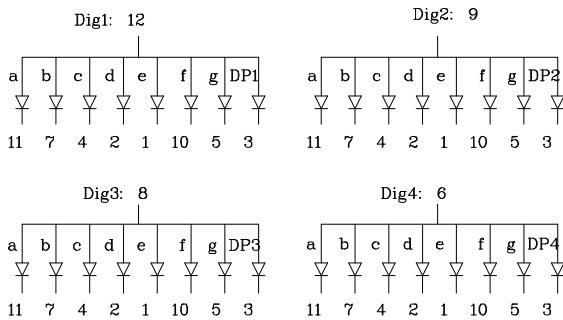 Dig1: 12
a b c d e f g DP1
11 7 4 2 1 10 5 3
Dig2: 9
a b c d e f g DP2
11 7 4 2 1 10 5 3
Dig3: 8
a b c d e f g DP3
11 7 4 2 1 10 5 3
Dig4: 6
a b c d e f g DP4
11 7 4 2 1 10 5 3